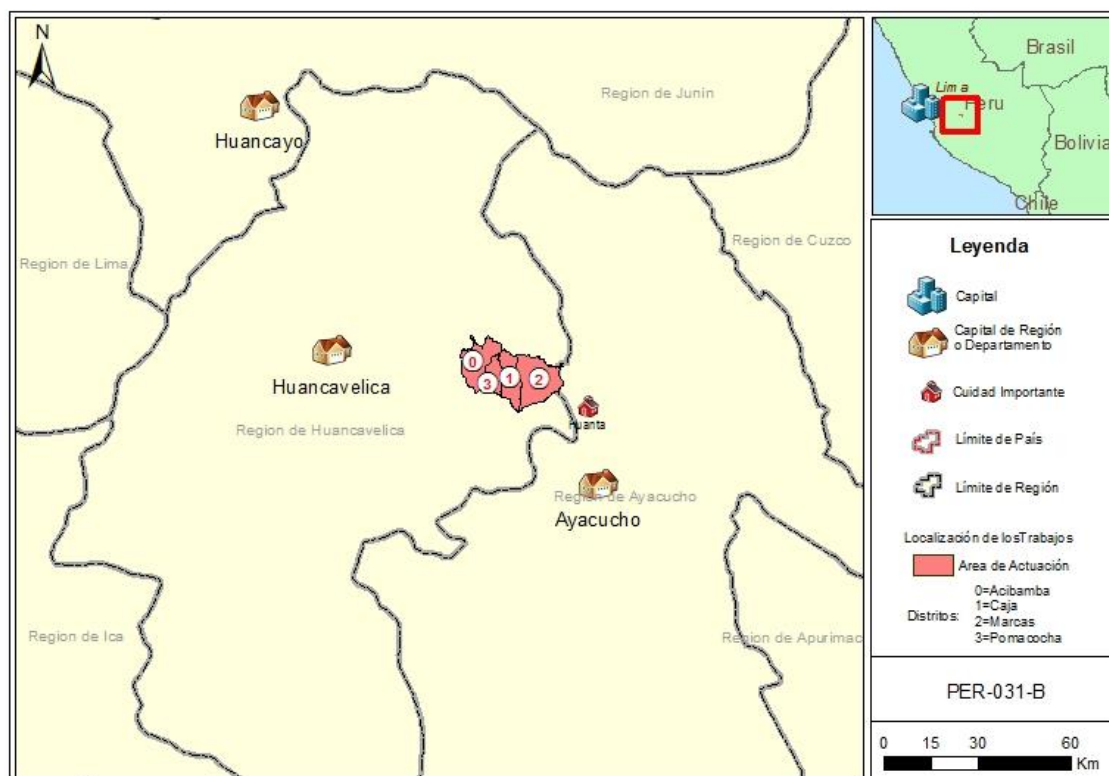 N
Huancayo
Region de Junin
Region de Lima
Region de Cuzco
0
3
1
2
Huancavelica
Region de Huancavelica
Huanta
Region de Ayacucho
Ayacucho
Region de Ica
Region de Apurimac
Brasil
Lima
Peru
Bolivia
Chile
Leyenda
Capital
Capital de Región
o Departamento
Cuidad Importante
Límite de País
Límite de Región
Localización de losTrabajos
Area de Actuación
Distritos:
0=Acibamba
1=Caja
2=Marcas
3=Pomacocha
PER-031-B
0 15 30 60
Km